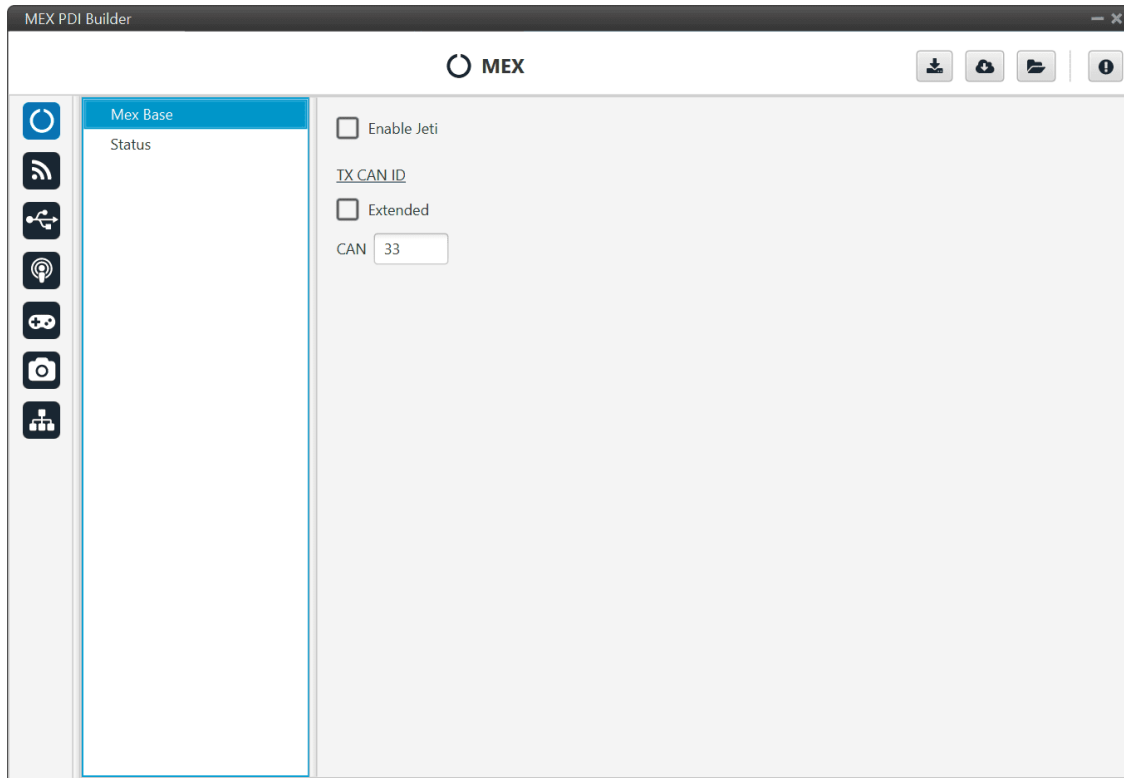 MEX PDI Builder
MEX
Mex Base
Status
Enable Jeti
TX CAN ID
Extended
CAN 33